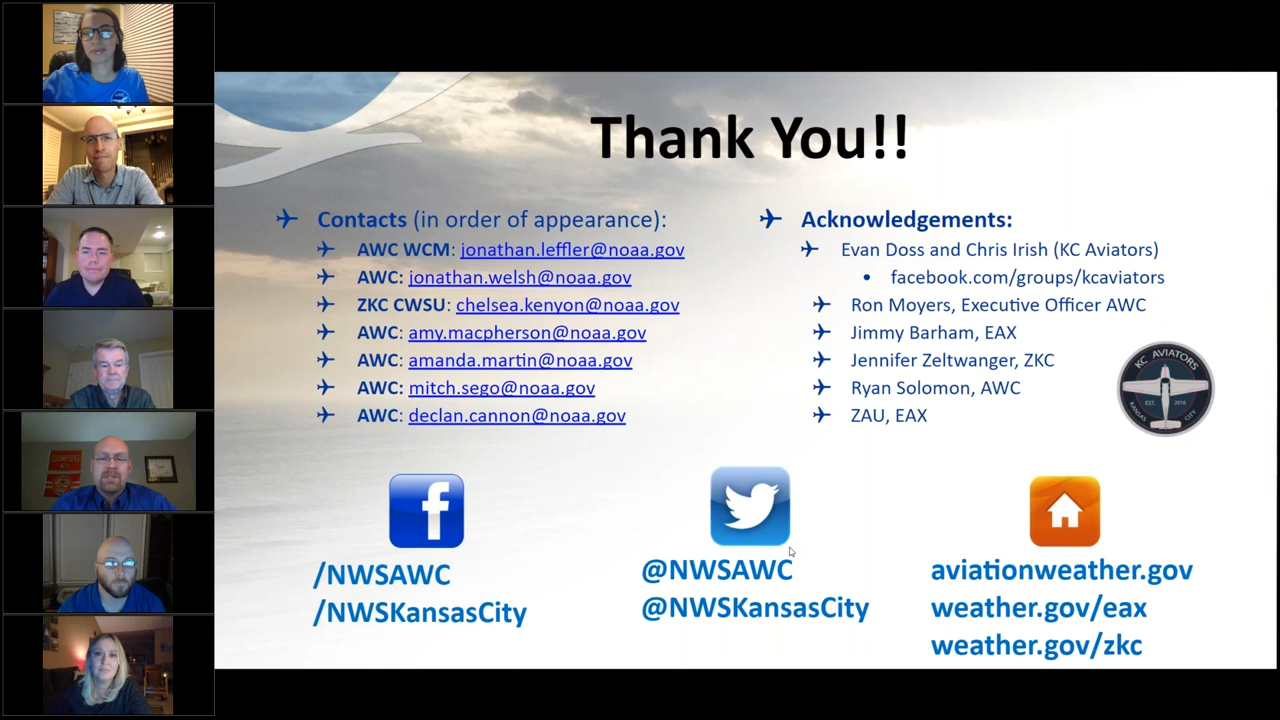 Thank You!!
Contacts (in order of appearance):
AWC WCM: jonathan.leffler@noaa.gov
AWC: jonathan.welsh@noaa.gov
ZKC CWSU: chelsea.kenyon@noaa.gov
AWC: amy.macpherson@noaa.gov
AWC: amanda.martin@noaa.gov
AWC: mitch.sego@noaa.gov
AWC: declan.cannon@noaa.gov
Acknowledgements:
Evan Doss and Chris Irish (KC Aviators)
facebook.com/groups/kcaviators
Ron Moyers, Executive Officer AWC
Jimmy Barham, EAX
Jennifer Zeltwanger, ZKC
Ryan Solomon, AWC
ZAU, EAX
KC AVIATORS
EST. 2016
KANSAS CITY
/NWSAWC
/NWSKansasCity
@NWSAWC
@NWSKansasCity
aviationweather.gov
weather.gov/eax
weather.gov/zkc